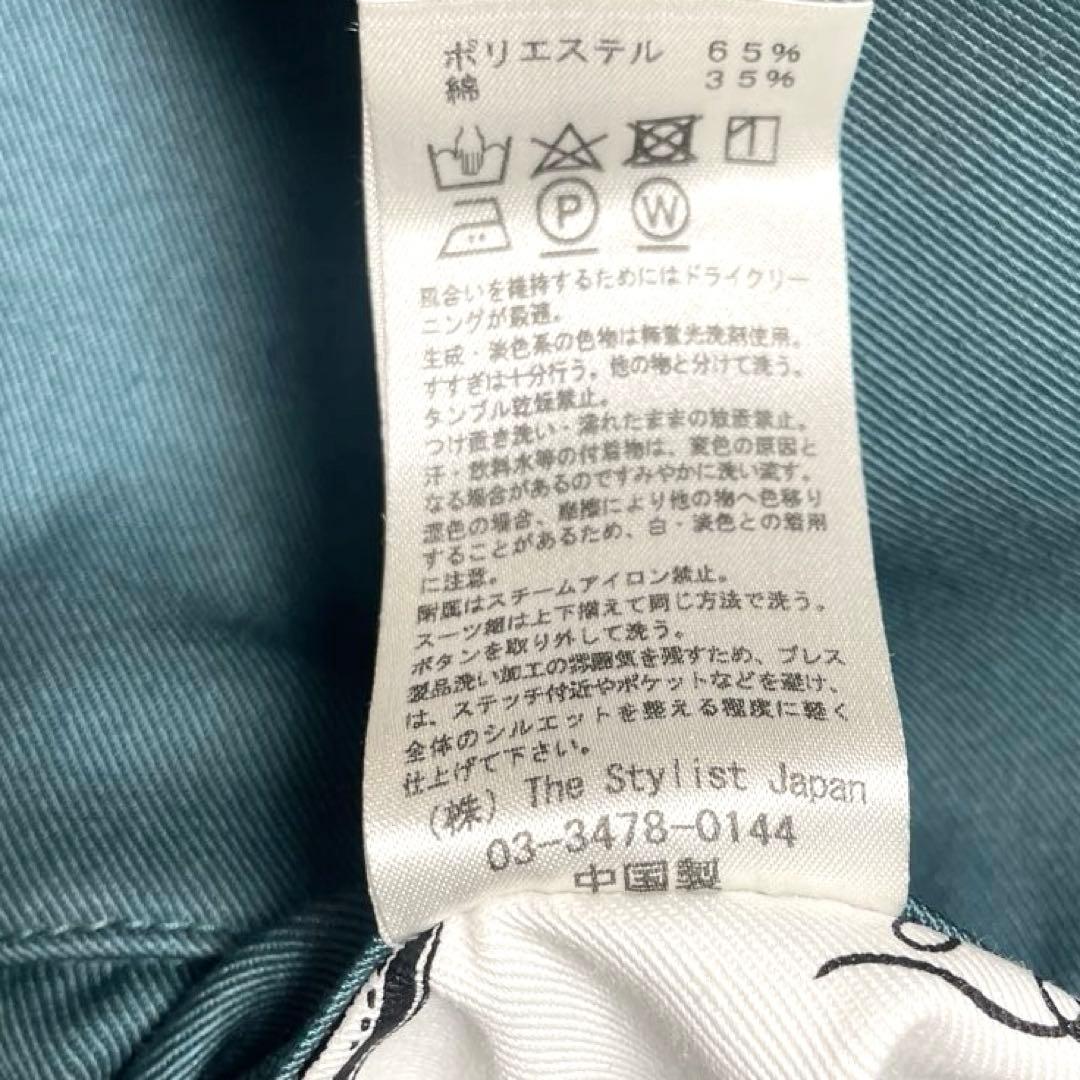 ポリエステル 65%
綿 35%
P W
風合いを維持するためにはドライクリー
ニングが最適。
生成・淡色系の色物は無蛍光洗剤使用。
すすぎは十分行う。他の物と分けて洗う。
タンブル乾燥禁止。
つけ置き洗い・濡れたままの放置禁止。
汗・飲料水等の付着物は、変色の原因と
なる場合があるのですみやかに洗い流す。
濃色の場合、摩擦により他の物へ色移り
することがあるため、白・淡色との着用
に注意。
附属はスチームアイロン禁止。
スーツ類は上下揃えて同じ方法で洗う。
ボタンを取り外して洗う。
製品洗い加工の雰囲気を残すため、プレス
は、ステッチ付近やポケットなどを避け、
全体のシルエットを整える程度に軽く
仕上げて下さい。
(株) The Stylist Japan
03-3478-0144
中国製